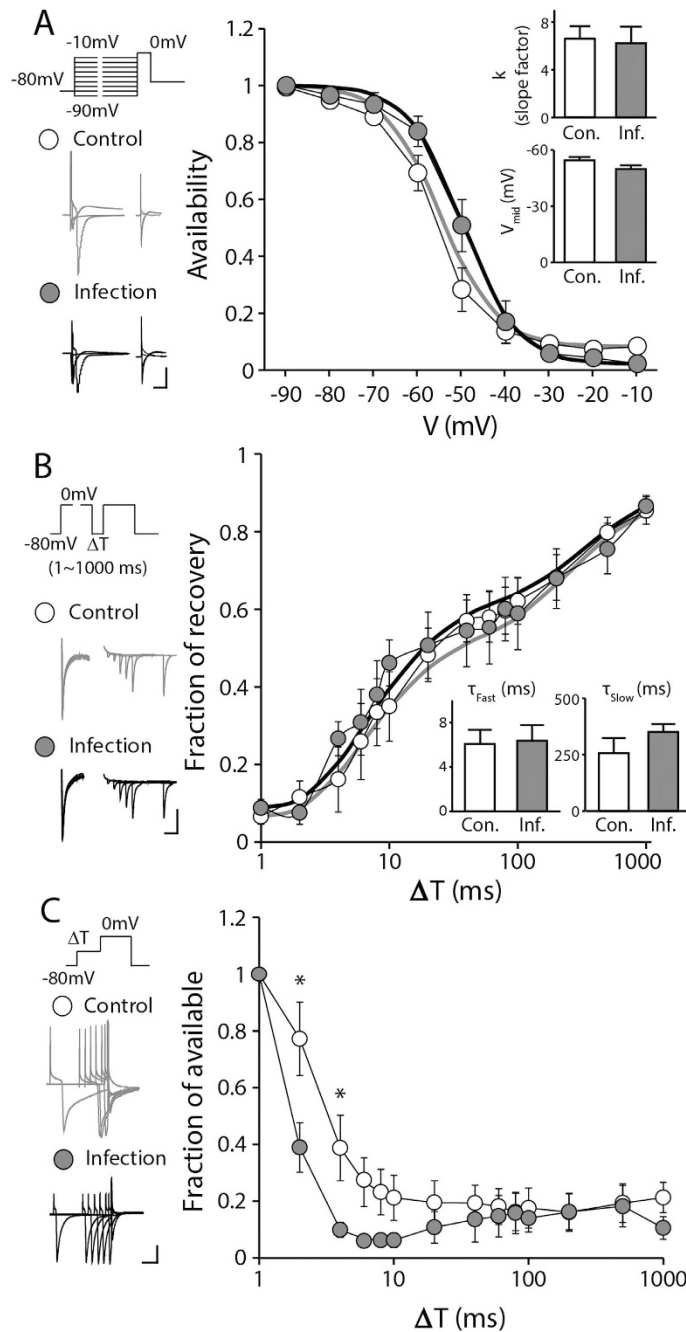 A
-10mV 0mV
-80mV
-90mV
Control
Infection
Availability
1.2
1
0.8
0.6
0.4
0.2
0
-90 -80 -70 -60 -50 -40 -30 -20 -10
V (mV)
k
(slope factor)
8
4
0
Con. Inf.
Vmid (mV)
-60
-30
0
Con. Inf.
B
0mV
-80mV ΔT
(1~1000 ms)
Control
Infection
Fraction of recovery
1
0.8
0.6
0.4
0.2
0
1 10 100 1000
ΔT (ms)
τFast (ms)
8
4
0
Con. Inf.
τSlow (ms)
500
250
0
Con. Inf.
C
ΔT 0mV
-80mV
Control
Infection
Fraction of available
1.2
1
0.8
0.6
0.4
0.2
0
* *
1 10 100 1000
ΔT (ms)